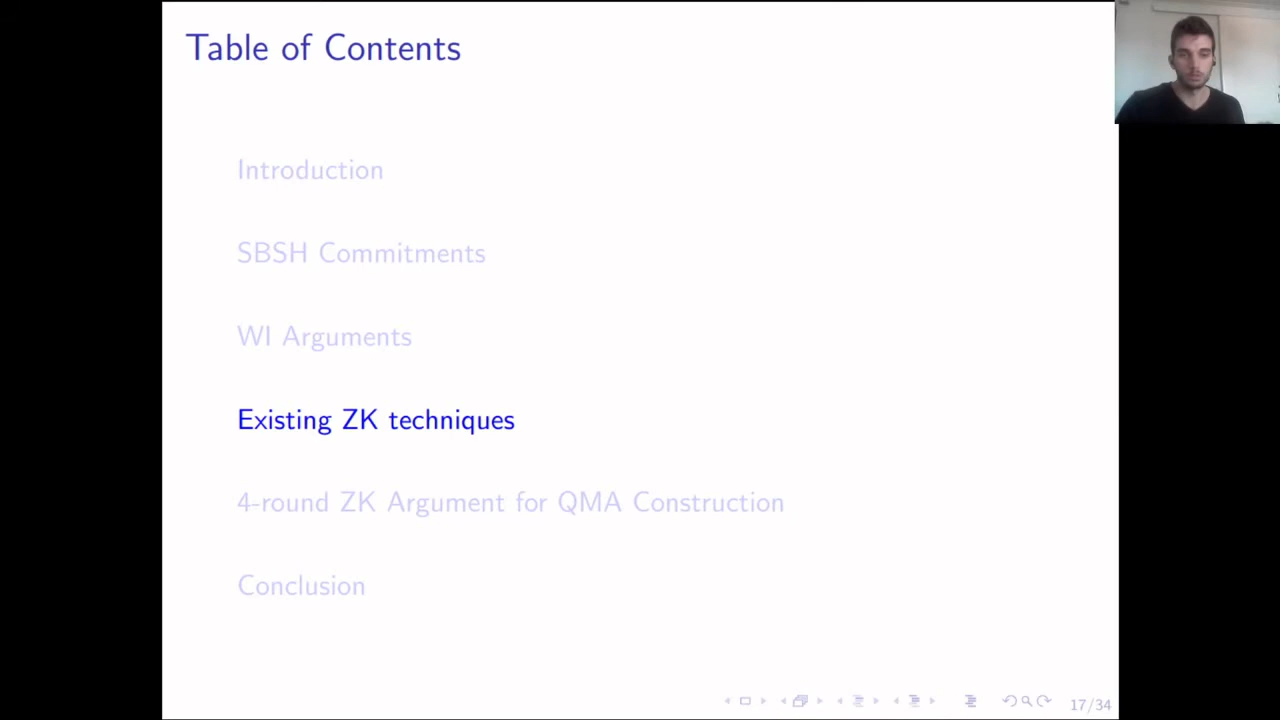 Table of Contents
Introduction
SBSH Commitments
WI Arguments
Existing ZK techniques
4-round ZK Argument for QMA Construction
Conclusion
17/34